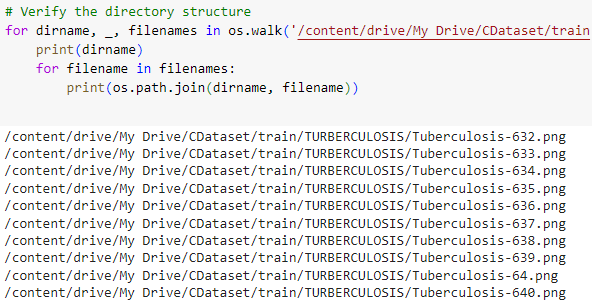 # Verify the directory structure
for dirname, _, filenames in os.walk('/content/drive/My Drive/CDataset/train
    print(dirname)
    for filename in filenames:
        print(os.path.join(dirname, filename))
/content/drive/My Drive/CDataset/train/TURBERCULOSIS/Tuberculosis-632.png
/content/drive/My Drive/CDataset/train/TURBERCULOSIS/Tuberculosis-633.png
/content/drive/My Drive/CDataset/train/TURBERCULOSIS/Tuberculosis-634.png
/content/drive/My Drive/CDataset/train/TURBERCULOSIS/Tuberculosis-635.png
/content/drive/My Drive/CDataset/train/TURBERCULOSIS/Tuberculosis-636.png
/content/drive/My Drive/CDataset/train/TURBERCULOSIS/Tuberculosis-637.png
/content/drive/My Drive/CDataset/train/TURBERCULOSIS/Tuberculosis-638.png
/content/drive/My Drive/CDataset/train/TURBERCULOSIS/Tuberculosis-639.png
/content/drive/My Drive/CDataset/train/TURBERCULOSIS/Tuberculosis-64.png
/content/drive/My Drive/CDataset/train/TURBERCULOSIS/Tuberculosis-640.png